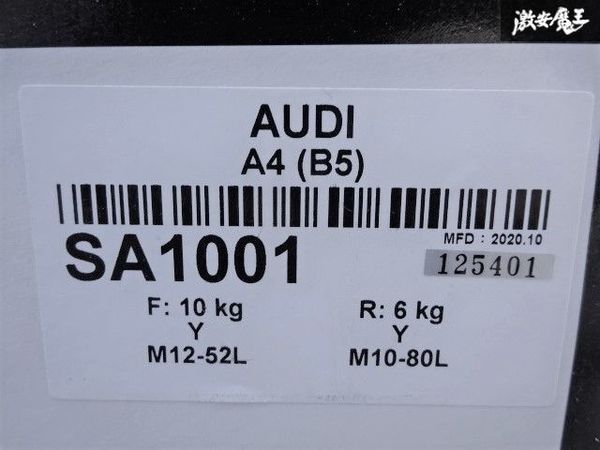 激安魔王
AUDI
A4 (B5)
SA1001
MFD : 2020.10
125401
F: 10 kg
Y
M12-52L
R: 6 kg
Y
M10-80L